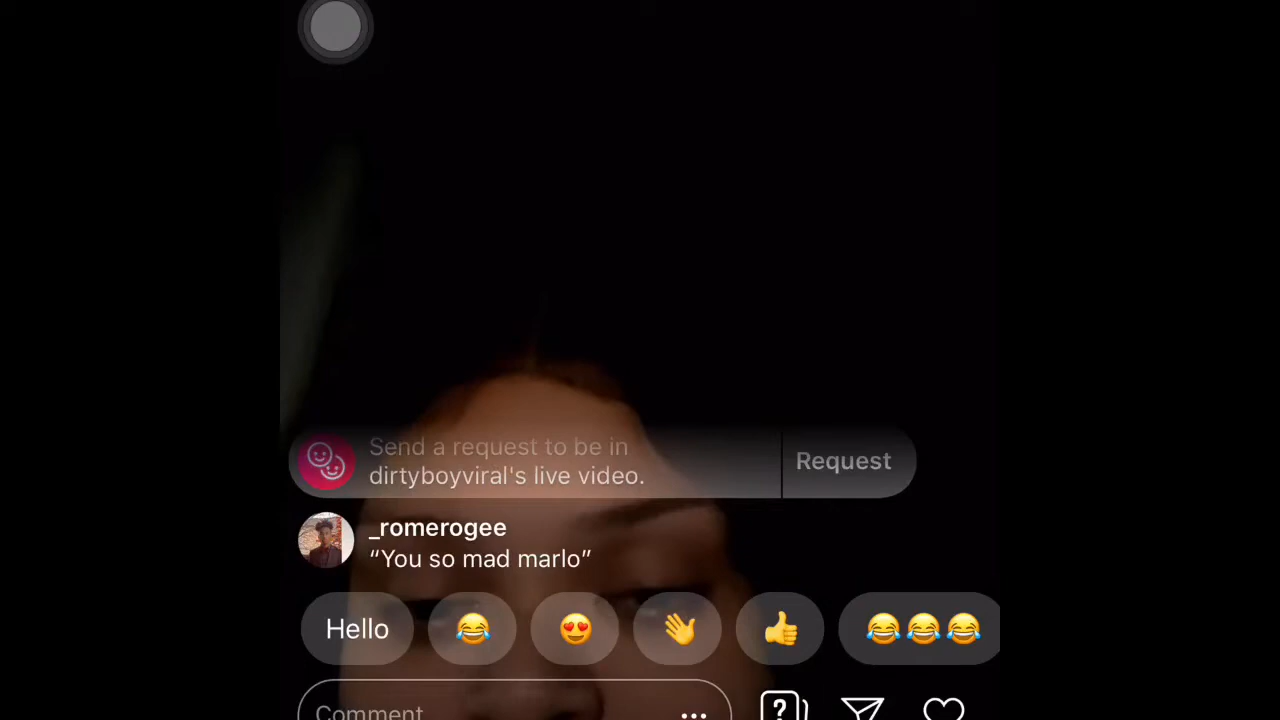 Send a request to be in
dirtyboyviral's live video.
Request
_romerogee
“You so mad marlo”
Hello
Comment